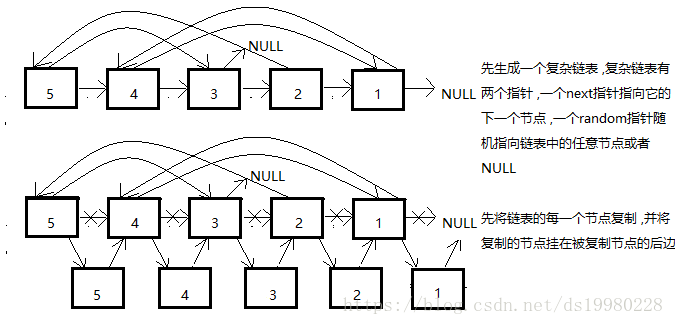 NULL
5 4 3 2 1 NULL
先生成一个复杂链表 ,复杂链表有
两个指针 ,一个next指针指向它的
下一个节点 ,一个random指针随
机指向链表中的任意节点或者
NULL
NULL
5 4 3 2 1 NULL
先将链表的每一个节点复制 ,并将
复制的节点挂在被复制节点的后边
5 4 3 2 1
https://blog.csdn.net/ds19980228